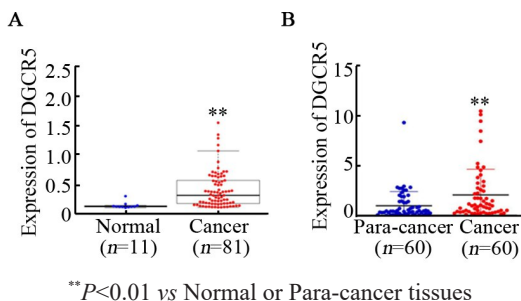 A
B
Expression of DGCR5
2.5
2.0
1.5
1.0
0.5
0
**
Normal
(n=11)
Cancer
(n=81)
Expression of DGCR5
15
10
5
0
**
Para-cancer
(n=60)
Cancer
(n=60)
**P<0.01 vs Normal or Para-cancer tissues